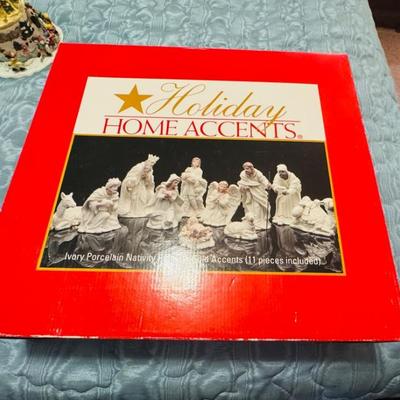 Holiday
HOME ACCENTS®
Ivory Porcelain Nativity Accents (11 pieces included)